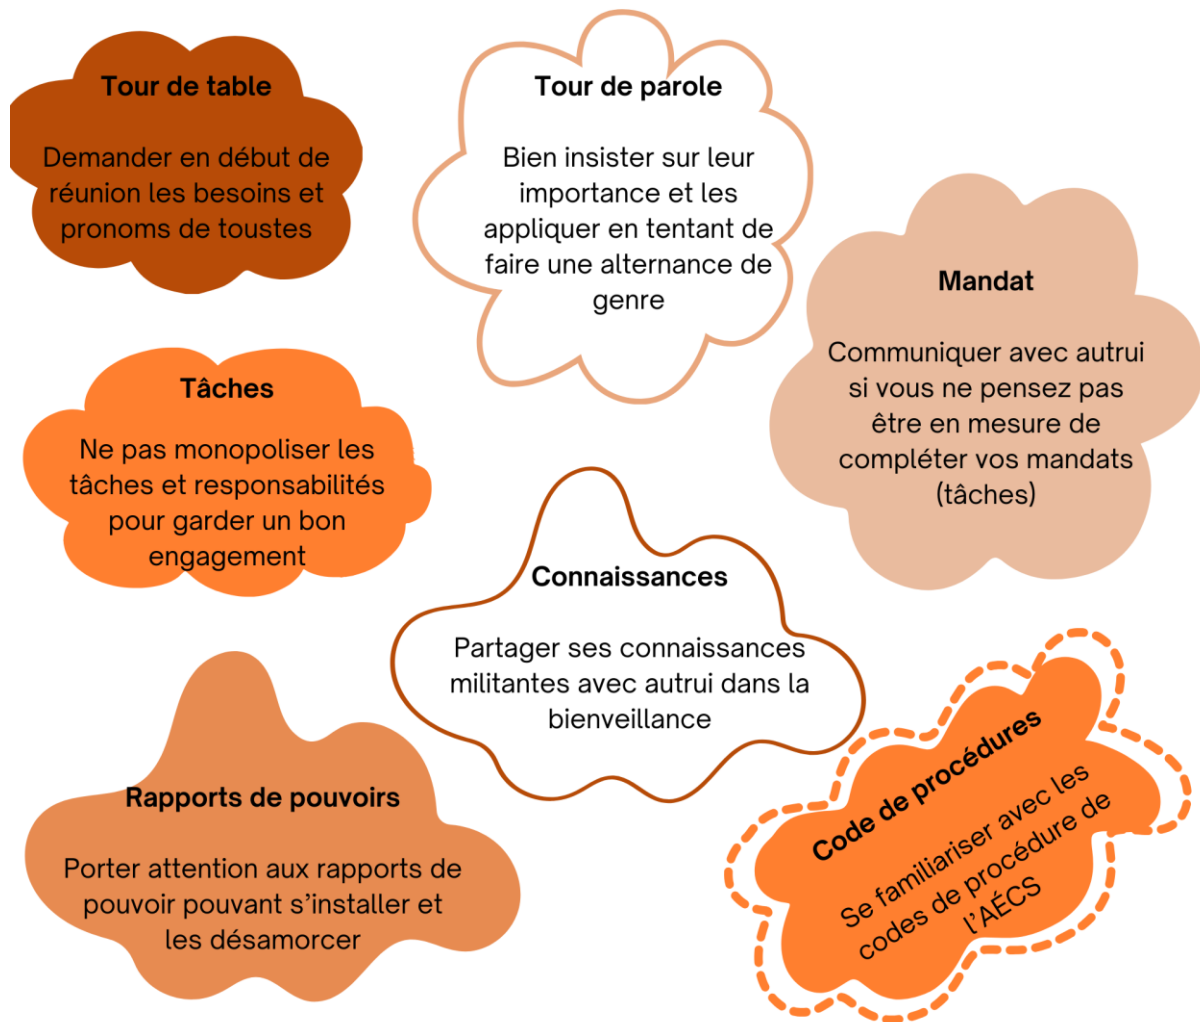 Tour de table
Demander en début de
réunion les besoins et
pronoms de toustes
Tour de parole
Bien insister sur leur
importance et les
appliquer en tentant de
faire une alternance de
genre
Mandat
Communiquer avec autrui
si vous ne pensez pas
être en mesure de
compléter vos mandats
(tâches)
Tâches
Ne pas monopoliser les
tâches et responsabilités
pour garder un bon
engagement
Connaissances
Partager ses connaissances
militantes avec autrui dans la
bienveillance
Rapports de pouvoirs
Porter attention aux rapports de
pouvoir pouvant s'installer et
les désamorcer
Code de procédures
Se familiariser avec les
codes de procédure de
l'AÉCS